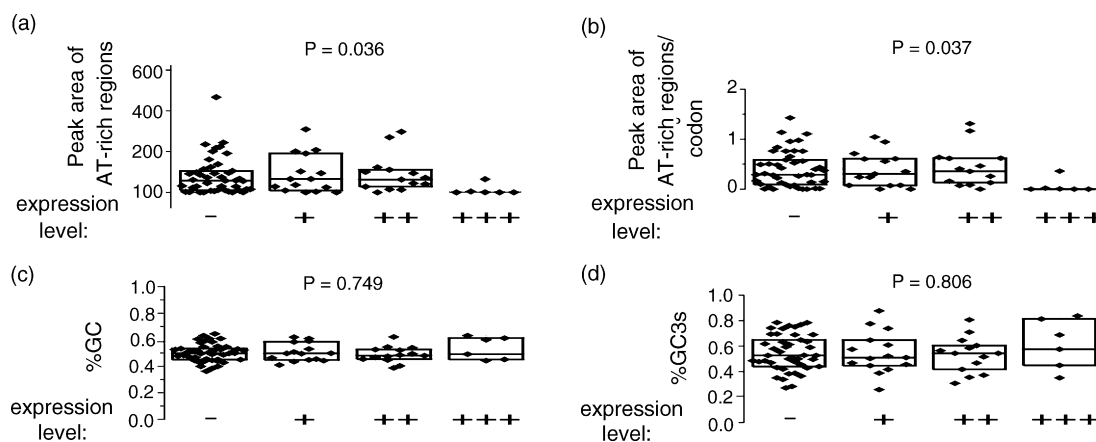 (a)
P = 0.036
Peak area of
AT-rich regions
600
400
200
100
expression
level:
– + ++ +++
(b)
P = 0.037
Peak area of
AT-rich regions/
codon
2
1
0
expression
level:
– + ++ +++
(c)
P = 0.749
%GC
1.0
0.8
0.6
0.4
0.2
0.0
expression
level:
– + ++ +++
(d)
P = 0.806
%GC3s
1.0
0.8
0.6
0.4
0.2
0.0
expression
level:
– + ++ +++